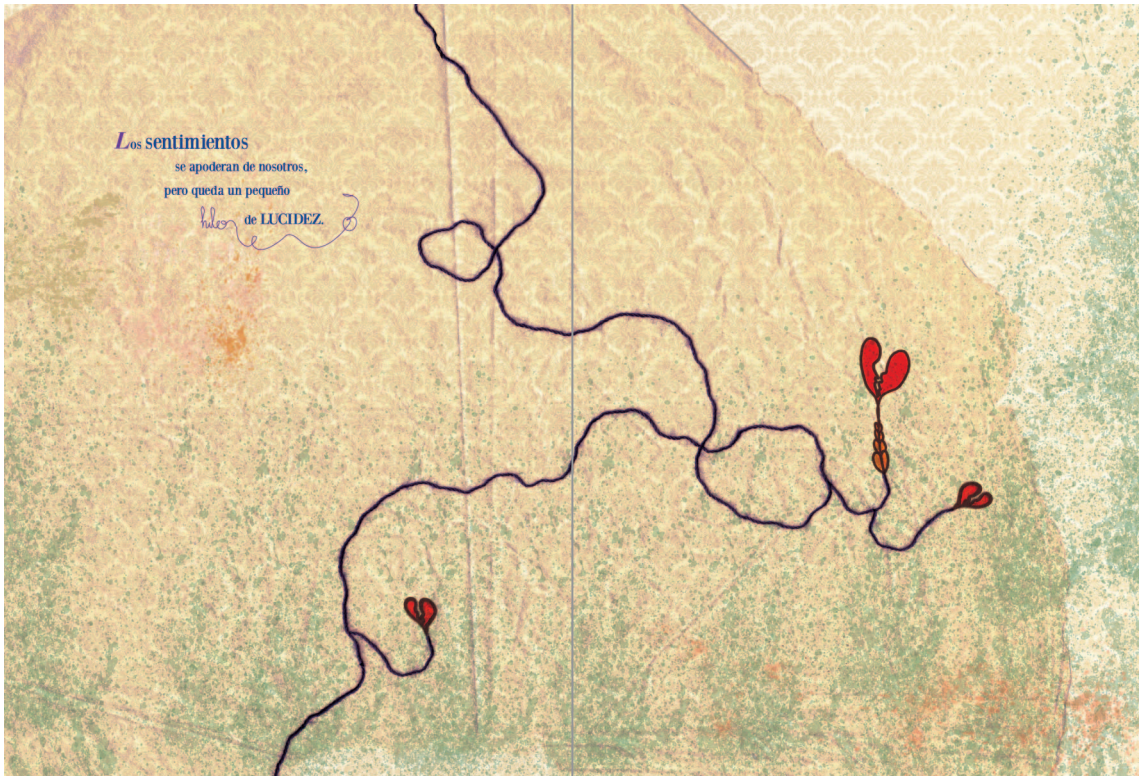 Los sentimientos
se apoderan de nosotros,
pero queda un pequeño
hilo de LUCIDEZ.